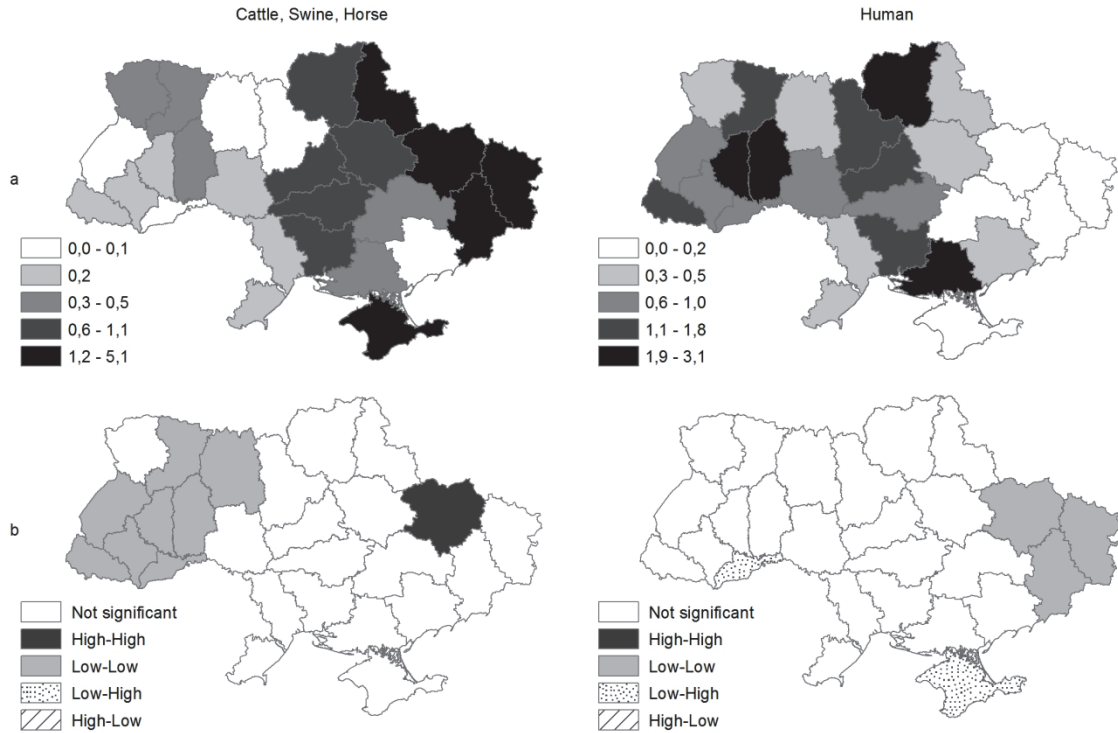 Cattle, Swine, Horse
Human
a
0,0 - 0,1
0,2
0,3 - 0,5
0,6 - 1,1
1,2 - 5,1
0,0 - 0,2
0,3 - 0,5
0,6 - 1,0
1,1 - 1,8
1,9 - 3,1
b
Not significant
High-High
Low-Low
Low-High
High-Low
Not significant
High-High
Low-Low
Low-High
High-Low